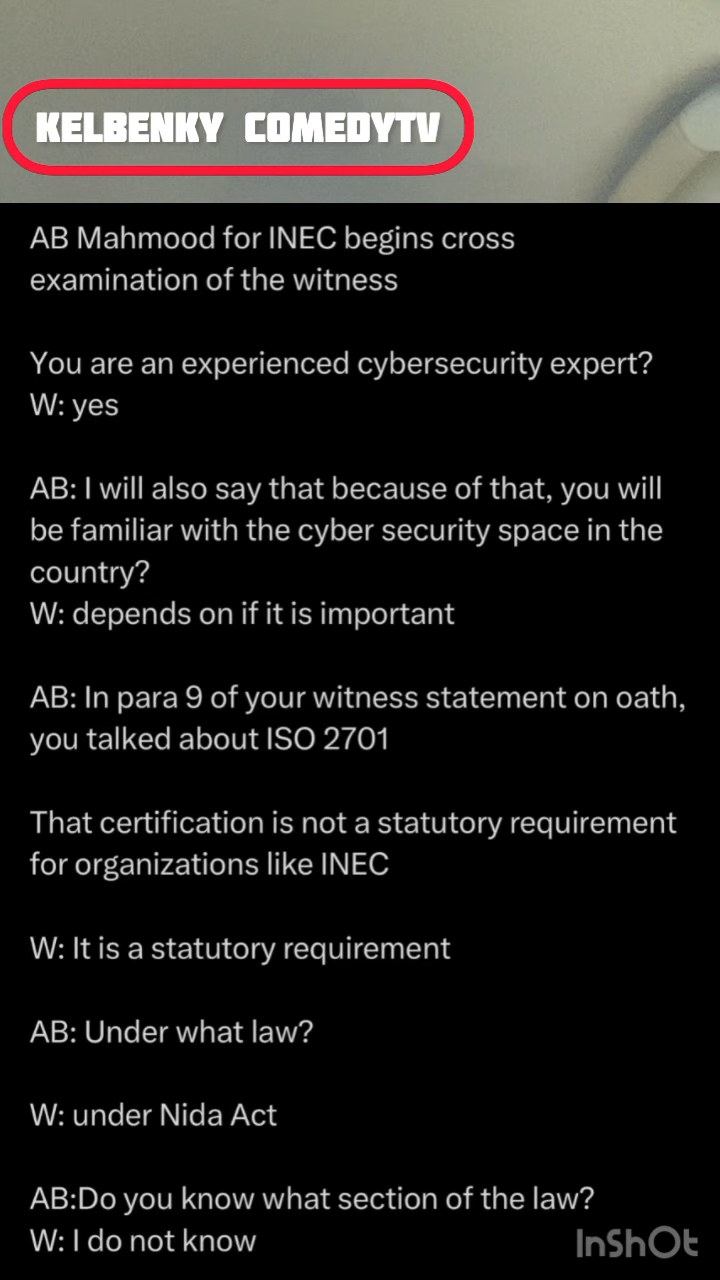 KELBENKY COMEDYTV
AB Mahmood for INEC begins cross
examination of the witness
You are an experienced cybersecurity expert?
W: yes
AB: I will also say that because of that, you will
be familiar with the cyber security space in the
country?
W: depends on if it is important
AB: In para 9 of your witness statement on oath,
you talked about ISO 2701
That certification is not a statutory requirement
for organizations like INEC
W: It is a statutory requirement
AB: Under what law?
W: under Nida Act
AB:Do you know what section of the law?
W: I do not know
InShOt